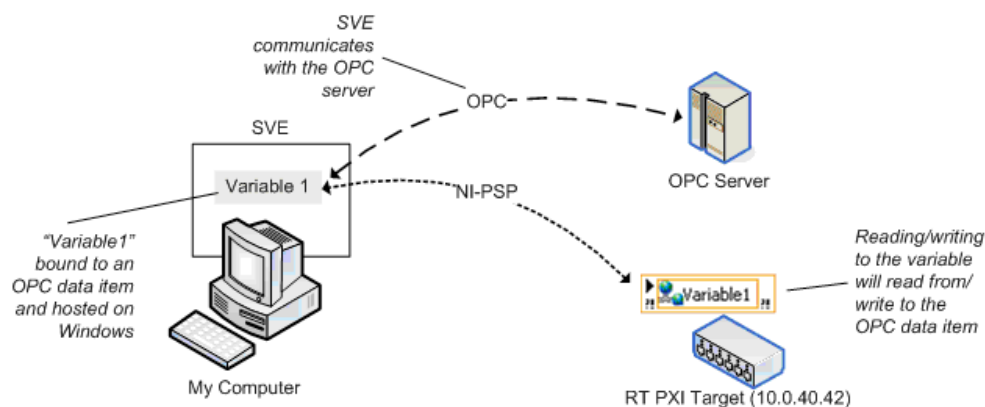 SVE
communicates
with the OPC
server
OPC
SVE
Variable 1
OPC Server
NI-PSP
"Variable1"
bound to an
OPC data item
and hosted on
Windows
Reading/writing
to the variable
will read from/
write to the
OPC data item
Variable1
My Computer
RT PXI Target (10.0.40.42)